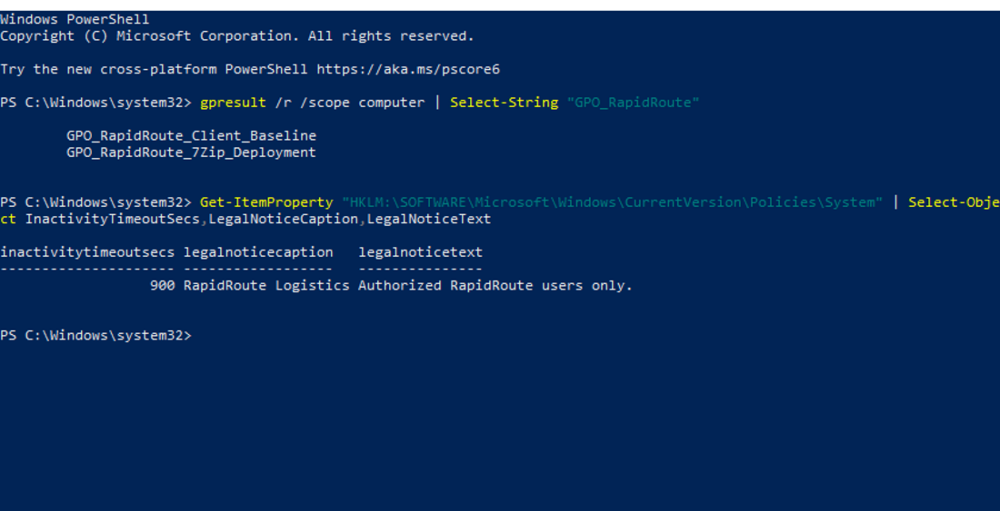 Windows PowerShell
Copyright (C) Microsoft Corporation. All rights reserved.
Try the new cross-platform PowerShell https://aka.ms/pscore6
PS C:\Windows\system32> gpresult /r /scope computer | Select-String "GPO_RapidRoute"
GPO_RapidRoute_Client_Baseline
GPO_RapidRoute_7Zip_Deployment
PS C:\Windows\system32> Get-ItemProperty "HKLM:\SOFTWARE\Microsoft\Windows\CurrentVersion\Policies\System" | Select-Obje
ct InactivityTimeoutSecs,LegalNoticeCaption,LegalNoticeText
inactivitytimeoutsecs legalnoticecaption   legalnoticetext
--------------------- ------------------   ---------------
900 RapidRoute Logistics Authorized RapidRoute users only.
PS C:\Windows\system32>